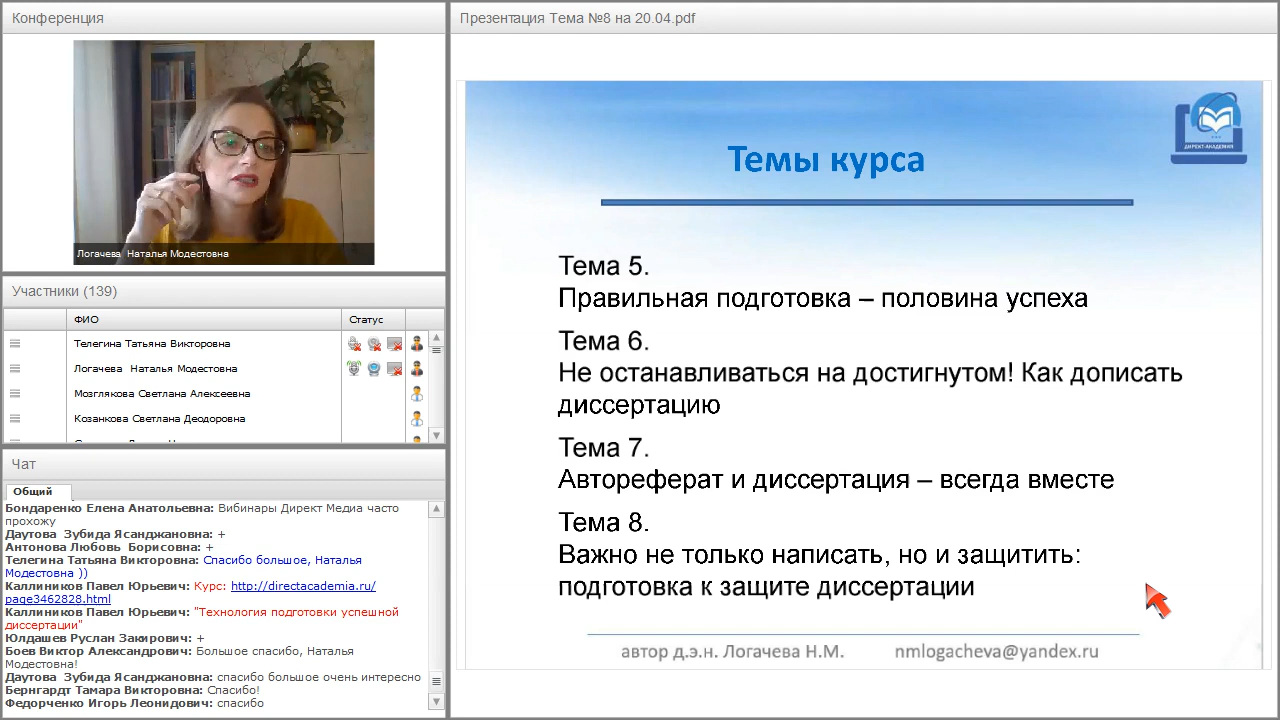 Конференция
Логачева  Наталья Модестовна
Участники (139)
ФИО
Статус
Телегина Татьяна Викторовна
Логачева  Наталья Модестовна
Мозглякова Светлана Алексеевна
Козанкова Светлана Деодоровна
Чат
Общий
Бондаренко Елена Анатольевна: Вибинары Директ Медиа часто
прохожу
Даутова  Зубида Ясанджановна: +
Антонова Любовь  Борисовна: +
Телегина Татьяна Викторовна: Спасибо большое, Наталья
Модестовна ))
Каллиников Павел Юрьевич: Курс: http://directacademia.ru/
page3462828.html
Каллиников Павел Юрьевич: "Технология подготовки успешной
диссертации"
Юлдашев Руслан Закирович: +
Боев Виктор Александрович: Большое спасибо, Наталья
Модестовна!
Даутова  Зубида Ясанджановна: спасибо большое очень интересно
Бернгардт Тамара Викторовна: Спасибо!
Федорченко Игорь Леонидович: спасибо
Презентация Тема №8 на 20.04.pdf
ДИРЕКТ-АКАДЕМИЯ
Темы курса
Тема 5.
Правильная подготовка – половина успеха
Тема 6.
Не останавливаться на достигнутом! Как дописать
диссертацию
Тема 7.
Автореферат и диссертация – всегда вместе
Тема 8.
Важно не только написать, но и защитить:
подготовка к защите диссертации
автор д.э.н. Логачева Н.М. nmlogacheva@yandex.ru